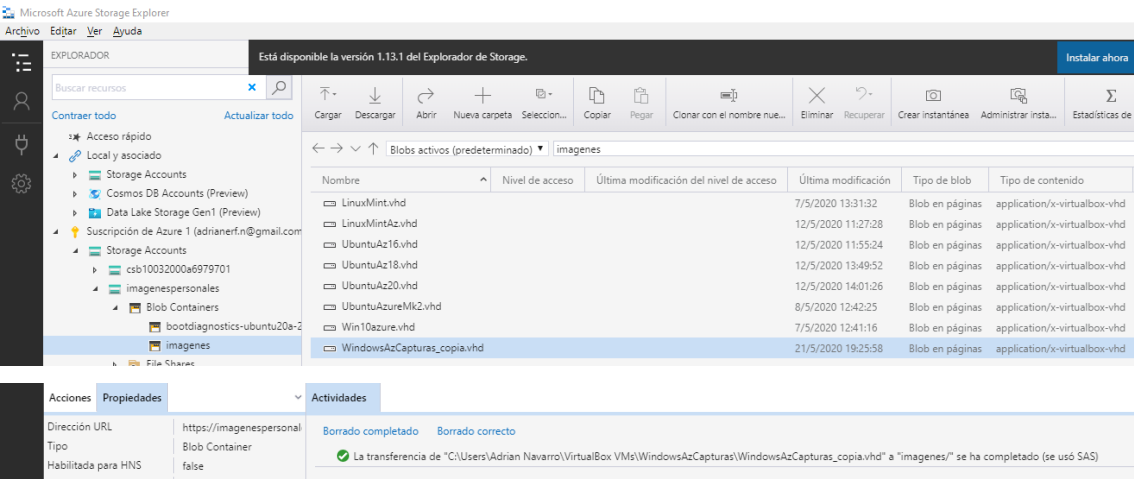 Microsoft Azure Storage Explorer
Archivo Editar Ver Ayuda
EXPLORADOR
Está disponible la versión 1.13.1 del Explorador de Storage.
Instalar ahora
Buscar recursos
Contraer todo Actualizar todo
Acceso rápido
Local y asociado
Storage Accounts
Cosmos DB Accounts (Preview)
Data Lake Storage Gen1 (Preview)
Suscripción de Azure 1 (adrianerf.n@gmail.com
Storage Accounts
csb10032000a6979701
imagenespersonales
Blob Containers
bootdiagnostics-ubuntu20a-2
imagenes
File Shares
Cargar Descargar Abrir Nueva carpeta Seleccion... Copiar Pegar Clonar con el nombre nue... Eliminar Recuperar Crear instantánea Administrar insta... Estadísticas de
Blobs activos (predeterminado) imagenes
Nombre Nivel de acceso Última modificación del nivel de acceso Última modificación Tipo de blob Tipo de contenido
LinuxMint.vhd 7/5/2020 13:31:32 Blob en páginas application/x-virtualbox-vhd
LinuxMintAz.vhd 12/5/2020 11:27:28 Blob en páginas application/x-virtualbox-vhd
UbuntuAz16.vhd 12/5/2020 11:55:24 Blob en páginas application/x-virtualbox-vhd
UbuntuAz18.vhd 12/5/2020 13:49:52 Blob en páginas application/x-virtualbox-vhd
UbuntuAz20.vhd 12/5/2020 14:01:26 Blob en páginas application/x-virtualbox-vhd
UbuntuAzureMk2.vhd 8/5/2020 12:42:25 Blob en páginas application/x-virtualbox-vhd
Win10azure.vhd 7/5/2020 12:41:16 Blob en páginas application/x-virtualbox-vhd
WindowsAzCapturas_copia.vhd 21/5/2020 19:25:58 Blob en páginas application/x-virtualbox-vhd
Acciones Propiedades
Dirección URL https://imagenespersonal
Tipo Blob Container
Habilitada para HNS false
Actividades
Borrado completado Borrado correcto
La transferencia de "C:\Users\Adrian Navarro\VirtualBox VMs\WindowsAzCapturas\WindowsAzCapturas_copia.vhd" a "imagenes/" se ha completado (se usó SAS)